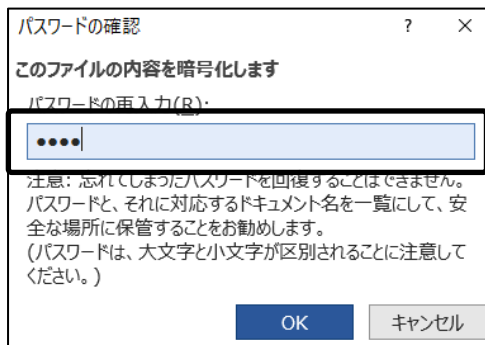 パスワードの確認 ? ×
このファイルの内容を暗号化します
パスワードの再入力(R):
●●●●
注意: 忘れてしまったパスワードを回復することはできません。
パスワードと、それに対応するドキュメント名を一覧にして、安
全な場所に保管することをお勧めします。
(パスワードは、大文字と小文字が区別されることに注意して
ください。)
OK キャンセル